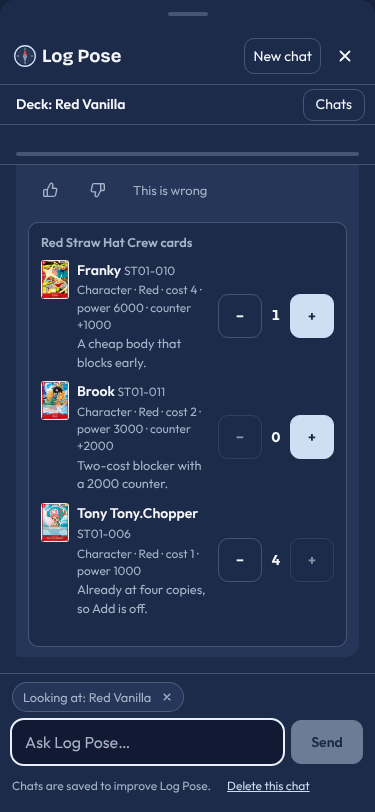 Log Pose
New chat
Deck: Red Vanilla
Chats
This is wrong
Red Straw Hat Crew cards
Franky ST01-010
Character · Red · cost 4 ·
power 6000 · counter
+1000
A cheap body that
blocks early.
− 1 +
Brook ST01-011
Character · Red · cost 2 ·
power 3000 · counter
+2000
Two-cost blocker with
a 2000 counter.
− 0 +
Tony Tony.Chopper
ST01-006
Character · Red · cost 1 ·
power 1000
Already at four copies,
so Add is off.
− 4 +
Looking at: Red Vanilla ×
Ask Log Pose...
Send
Chats are saved to improve Log Pose. Delete this chat